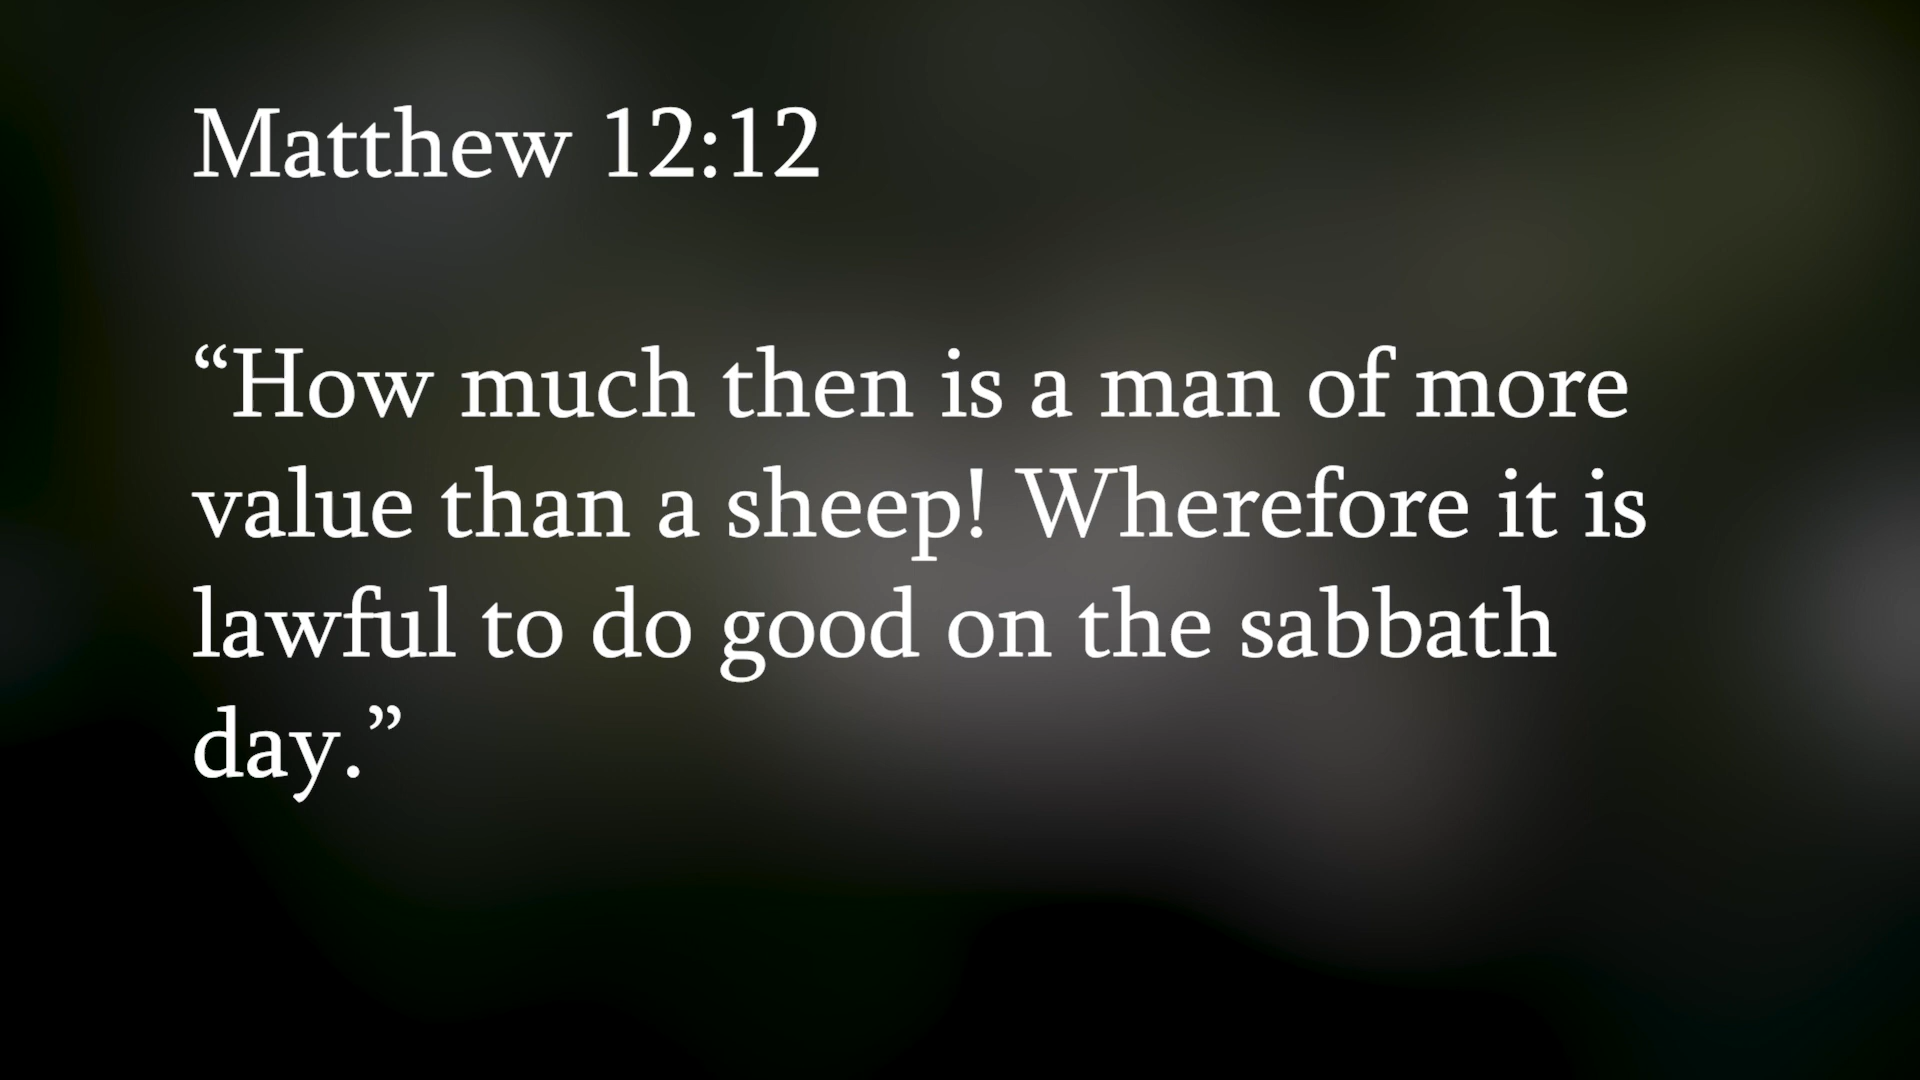 Matthew 12:12
“How much then is a man of more
value than a sheep! Wherefore it is
lawful to do good on the sabbath
day.”